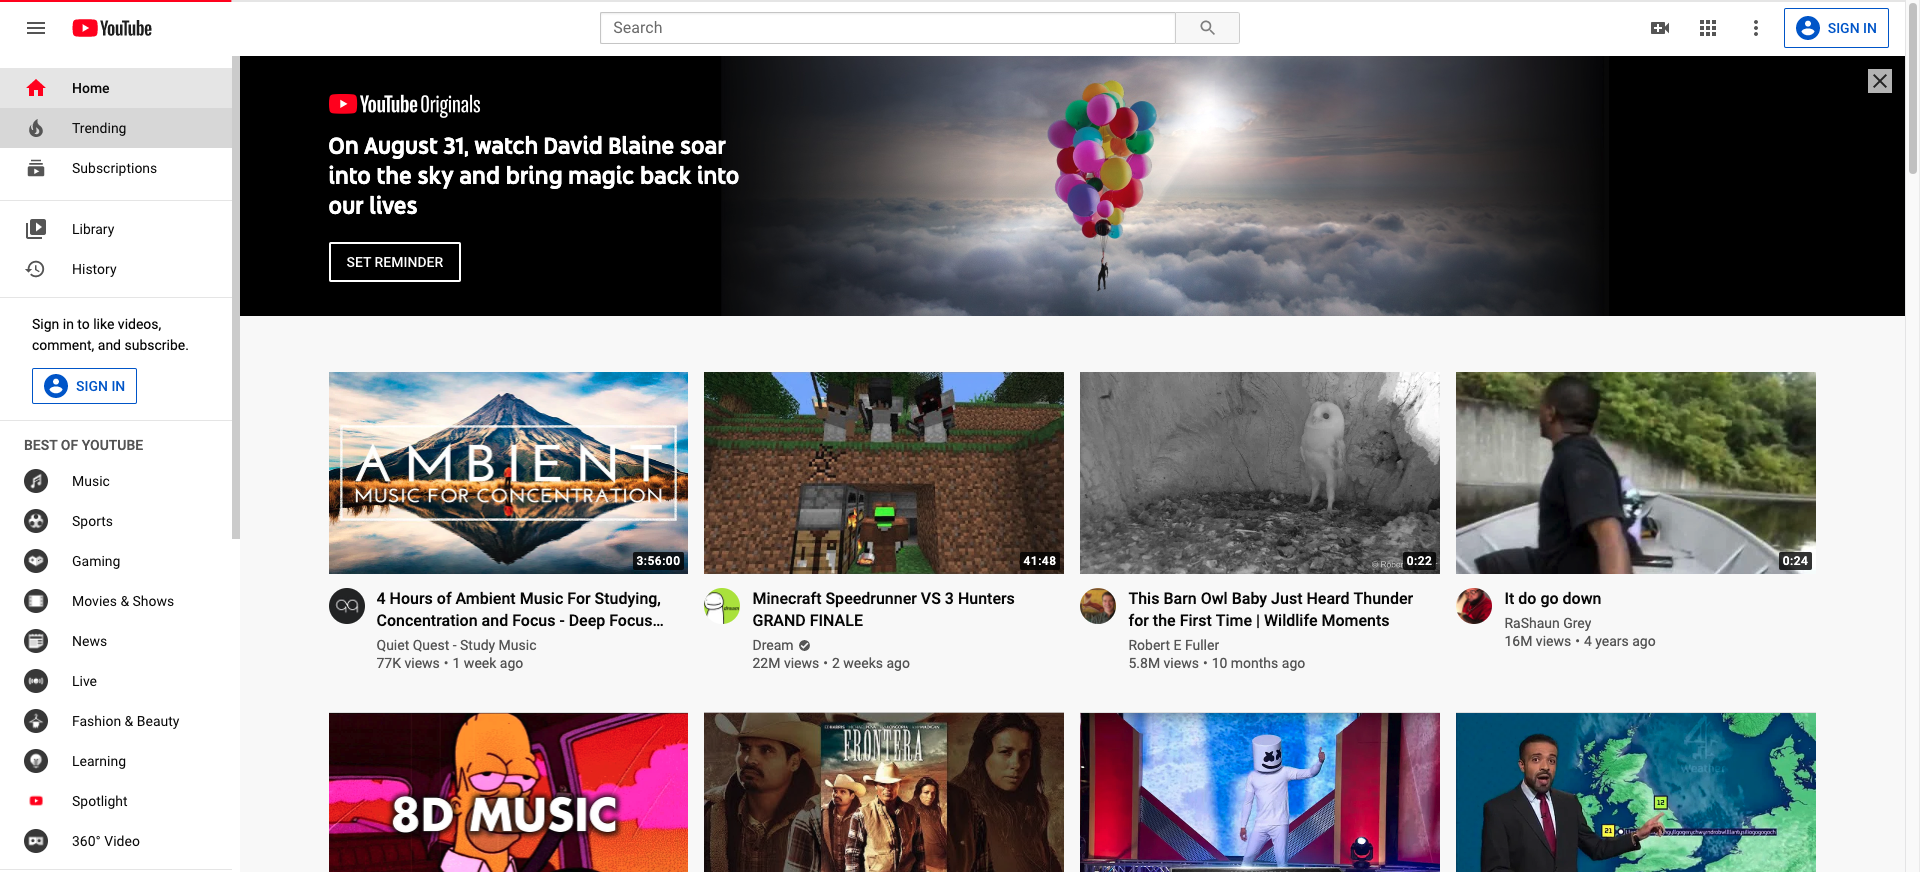 YouTube
Search
SIGN IN
Home
Trending
Subscriptions
Library
History
Sign in to like videos,
comment, and subscribe.
SIGN IN
BEST OF YOUTUBE
Music
Sports
Gaming
Movies & Shows
News
Live
Fashion & Beauty
Learning
Spotlight
360° Video
YouTube Originals
On August 31, watch David Blaine soar
into the sky and bring magic back into
our lives
SET REMINDER
AMBIENT
MUSIC FOR CONCENTRATION
3:56:00
4 Hours of Ambient Music For Studying,
Concentration and Focus - Deep Focus...
Quiet Quest - Study Music
77K views • 1 week ago
41:48
Minecraft Speedrunner VS 3 Hunters
GRAND FINALE
Dream
22M views • 2 weeks ago
0:22
This Barn Owl Baby Just Heard Thunder
for the First Time | Wildlife Moments
Robert E Fuller
5.8M views • 10 months ago
0:24
It do go down
RaShaun Grey
16M views • 4 years ago
8D MUSIC
FRONTERA
4
weather
12
21